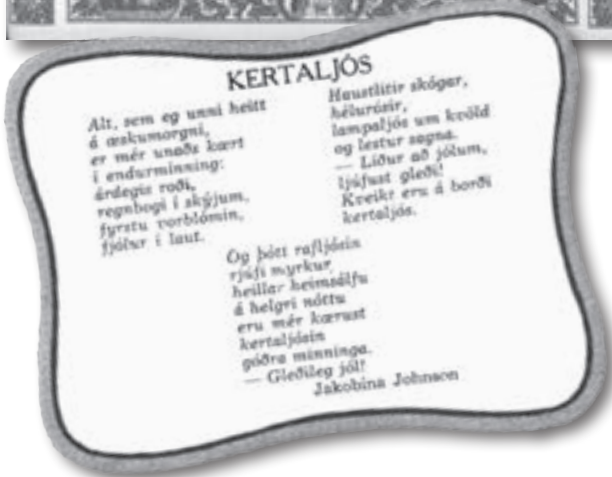 KERTALJÓS
Alt, sem eg unni heitt
á æskumorgni,
er mér unaðs kært
í endurminning:
árdegis roði,
regnbogi í skýjum,
fyrstu vorblómin,
fjólur í laut.
Haustlitir skógar,
hélurósir,
lampaljós um kvöld
og lestur sagna.
— Líður að jólum,
ljúfust gleði!
Kveikt eru á borði
kertaljós.
Og þótt rafljósin
rjúfi myrkur,
heillar heimsálfu
á helgri nóttu
eru mér kærust
kertaljósin
góðra minninga.
— Gleðileg jól!
Jakobína Johnson